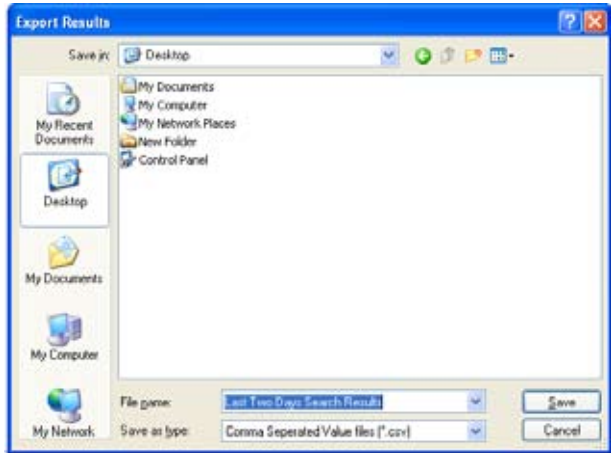 Export Results
Save in: Desktop
My Recent Documents
Desktop
My Documents
My Computer
My Network
My Documents
My Computer
My Network Places
New Folder
Control Panel
File name: Last Two Days Search Results
Save
Save as type: Comma Seperated Value files (*.csv)
Cancel